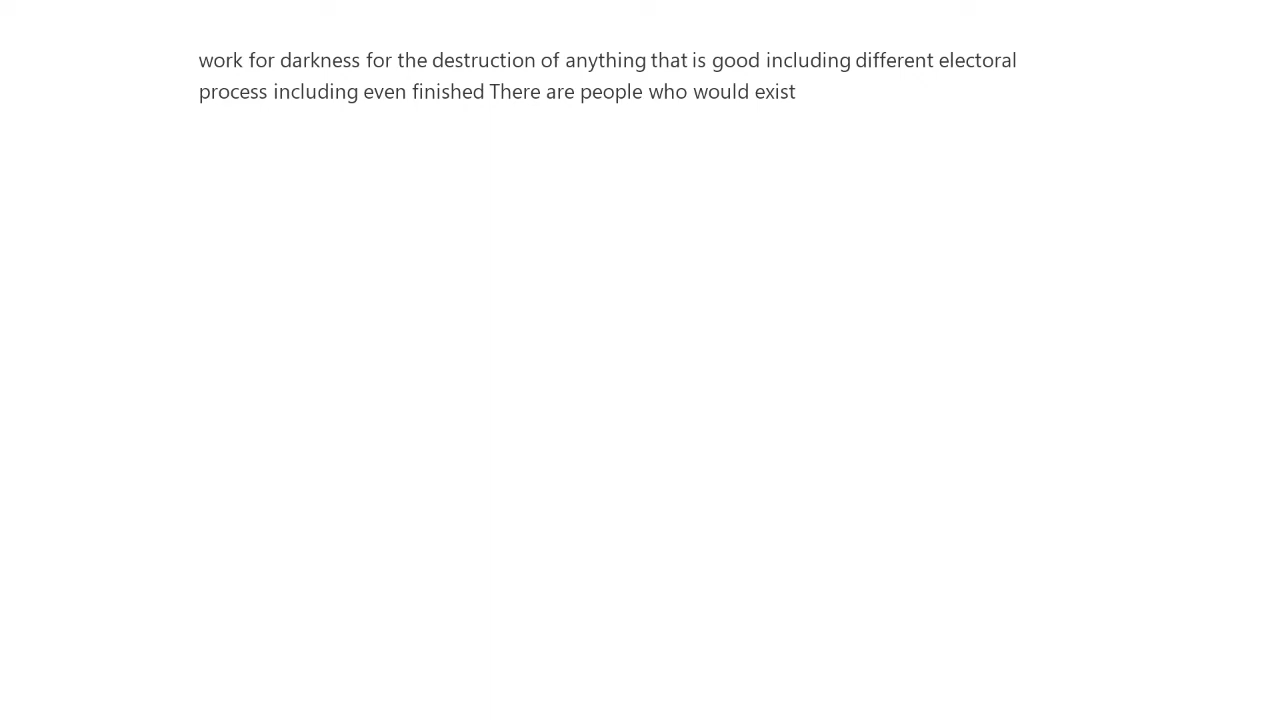 work for darkness for the destruction of anything that is good including different electoral
process including even finished There are people who would exist